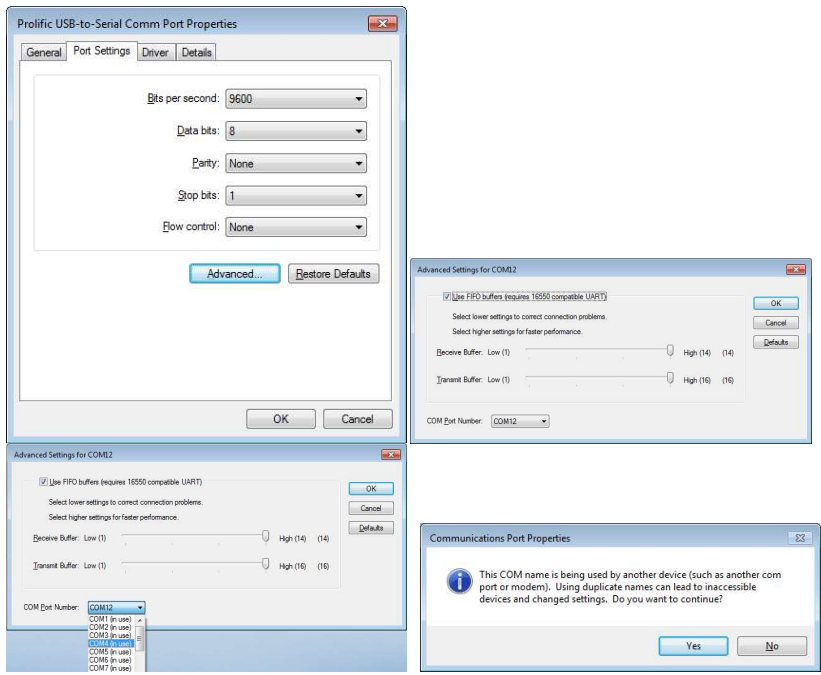 Prolific USB-to-Serial Comm Port Properties
General Port Settings Driver Details
Bits per second: 9600
Data bits: 8
Parity: None
Stop bits: 1
Flow control: None
Advanced... Restore Defaults
OK Cancel
Advanced Settings for COM12
Use FIFO buffers (requires 16550 compatible UART)
Select lower settings to correct connection problems.
Select higher settings for faster performance.
Receive Buffer: Low (1) High (14) (14)
Transmit Buffer: Low (1) High (16) (16)
COM Port Number: COM12
OK
Cancel
Defaults
Advanced Settings for COM12
Use FIFO buffers (requires 16550 compatible UART)
Select lower settings to correct connection problems.
Select higher settings for faster performance.
Receive Buffer: Low (1) High (14) (14)
Transmit Buffer: Low (1) High (16) (16)
COM Port Number: COM12
COM1 (in use)
COM2 (in use)
COM3 (in use)
COM4 (in use)
COM5 (in use)
COM6 (in use)
COM7 (in use)
OK
Cancel
Defaults
Communications Port Properties
This COM name is being used by another device (such as another com
port or modem). Using duplicate names can lead to inaccessible
devices and changed settings. Do you want to continue?
Yes No